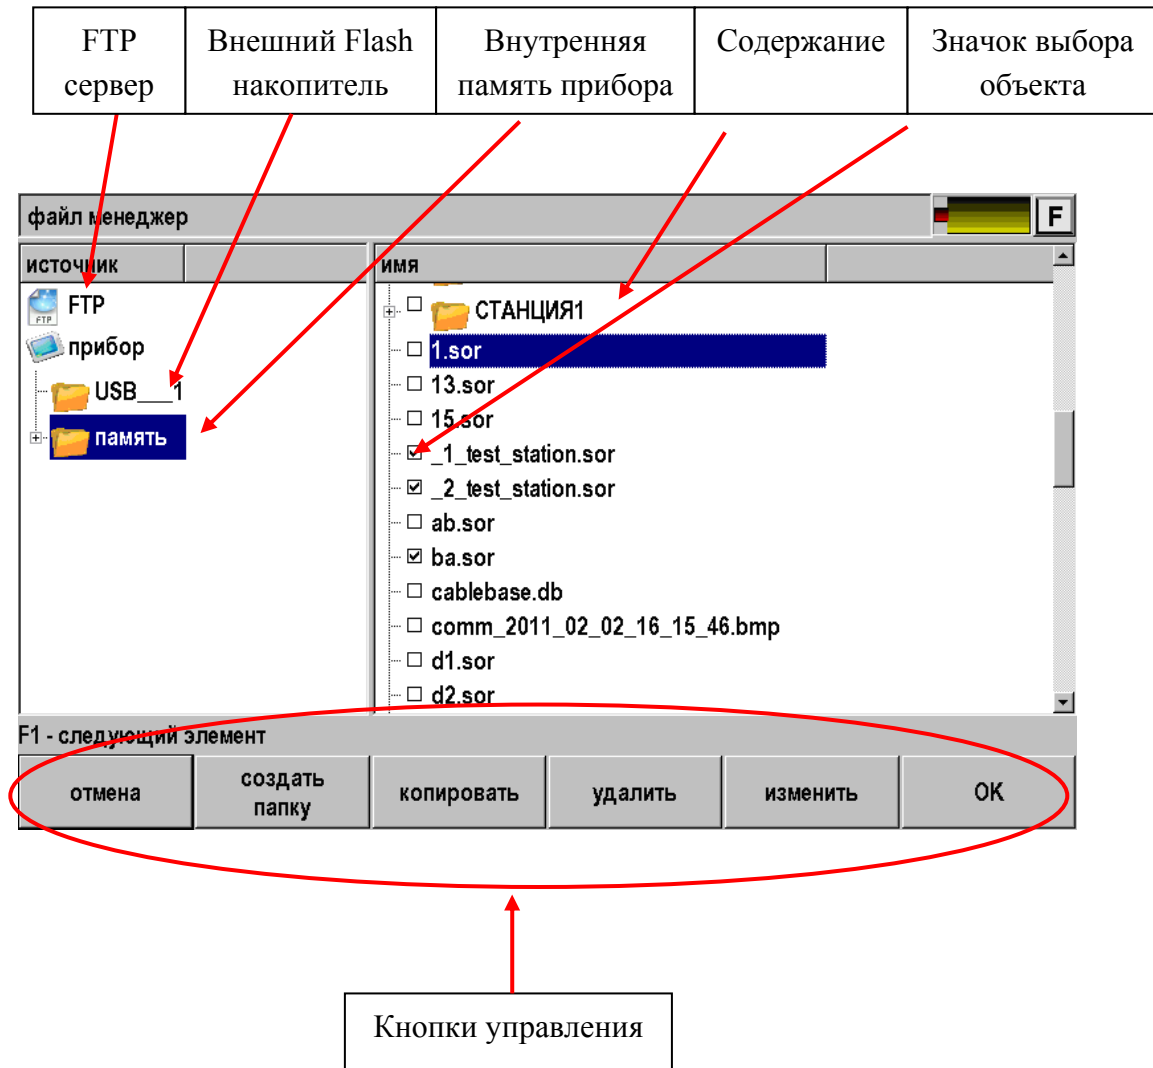 FTP
сервер
Внешний Flash
накопитель
Внутренняя
память прибора
Содержание
Значок выбора
объекта
файл менеджер
F
источник
имя
FTP
FTP
прибор
USB___1
память
СТАНЦИЯ1
1.sor
13.sor
15.sor
_1_test_station.sor
_2_test_station.sor
ab.sor
ba.sor
cablebase.db
comm_2011_02_02_16_15_46.bmp
d1.sor
d2.sor
F1 - следующий элемент
отмена
создать
папку
копировать
удалить
изменить
OK
Кнопки управления